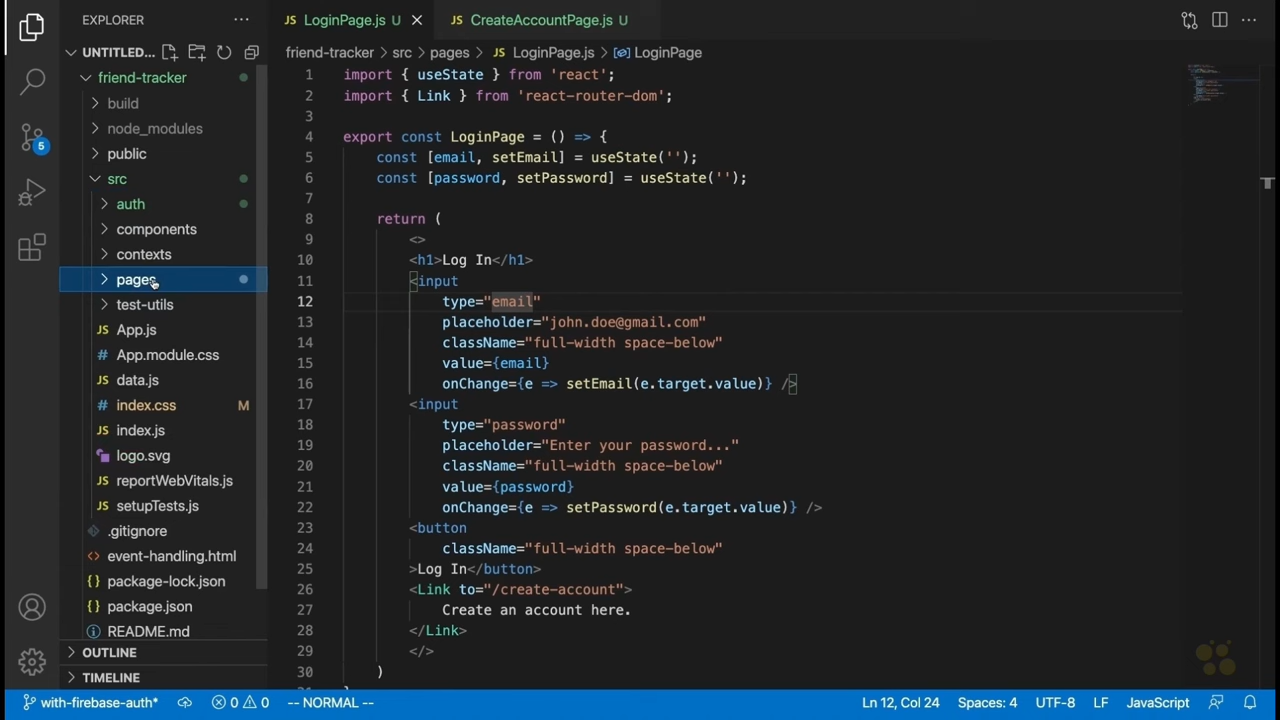 EXPLORER
UNTITLED...
friend-tracker
build
node_modules
public
src
auth
components
contexts
pages
test-utils
JS App.js
# App.module.css
JS data.js
# index.css M
JS index.js
logo.svg
JS reportWebVitals.js
JS setupTests.js
.gitignore
<> event-handling.html
{} package-lock.json
{} package.json
README.md
OUTLINE
TIMELINE
5
JS LoginPage.js U
JS CreateAccountPage.js U
friend-tracker > src > pages > JS LoginPage.js > LoginPage
1 import { useState } from 'react';
2 import { Link } from 'react-router-dom';
3
4 export const LoginPage = () => {
5 const [email, setEmail] = useState('');
6 const [password, setPassword] = useState('');
7
8 return (
9 <>
10 <h1>Log In</h1>
11 <input
12 type="email"
13 placeholder="john.doe@gmail.com"
14 className="full-width space-below"
15 value={email}
16 onChange={e => setEmail(e.target.value)} />
17 <input
18 type="password"
19 placeholder="Enter your password..."
20 className="full-width space-below"
21 value={password}
22 onChange={e => setPassword(e.target.value)} />
23 <button
24 className="full-width space-below"
25 >Log In</button>
26 <Link to="/create-account">
27 Create an account here.
28 </Link>
29 </>
30 )
with-firebase-auth* 0 0 -- NORMAL -- Ln 12, Col 24 Spaces: 4 UTF-8 LF JavaScript